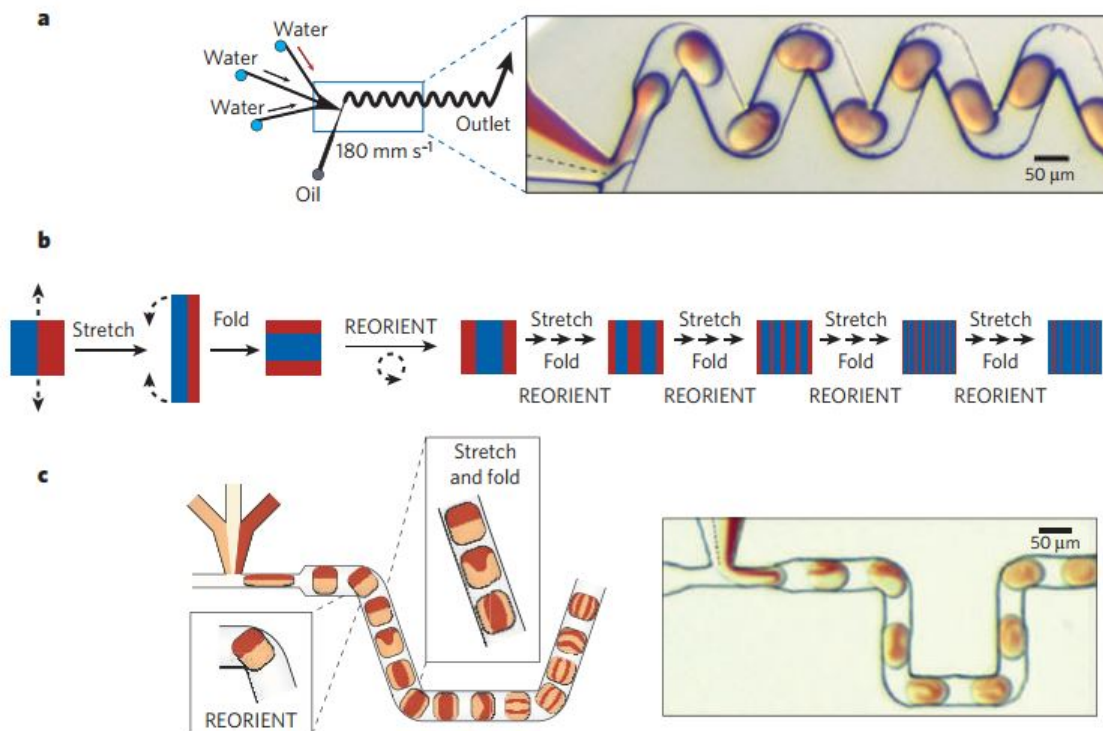 a
Water
Water
Water
Oil
180 mm s⁻¹
Outlet
50 μm
b
Stretch
Fold
REORIENT
Stretch
Fold
REORIENT
Stretch
Fold
REORIENT
Stretch
Fold
REORIENT
Stretch
Fold
REORIENT
c
REORIENT
Stretch
and fold
50 μm